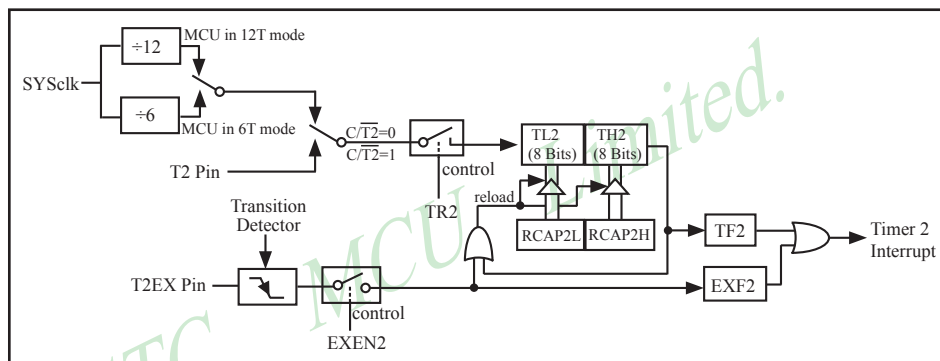 ÷12
MCU in 12T mode
SYSclk
÷6
MCU in 6T mode
C/T2=0
C/T2=1
T2 Pin
control
TR2
TL2
(8 Bits)
TH2
(8 Bits)
reload
Transition
Detector
RCAP2L
RCAP2H
TF2
Timer 2
Interrupt
T2EX Pin
EXF2
control
EXEN2
STC MCU Limited.